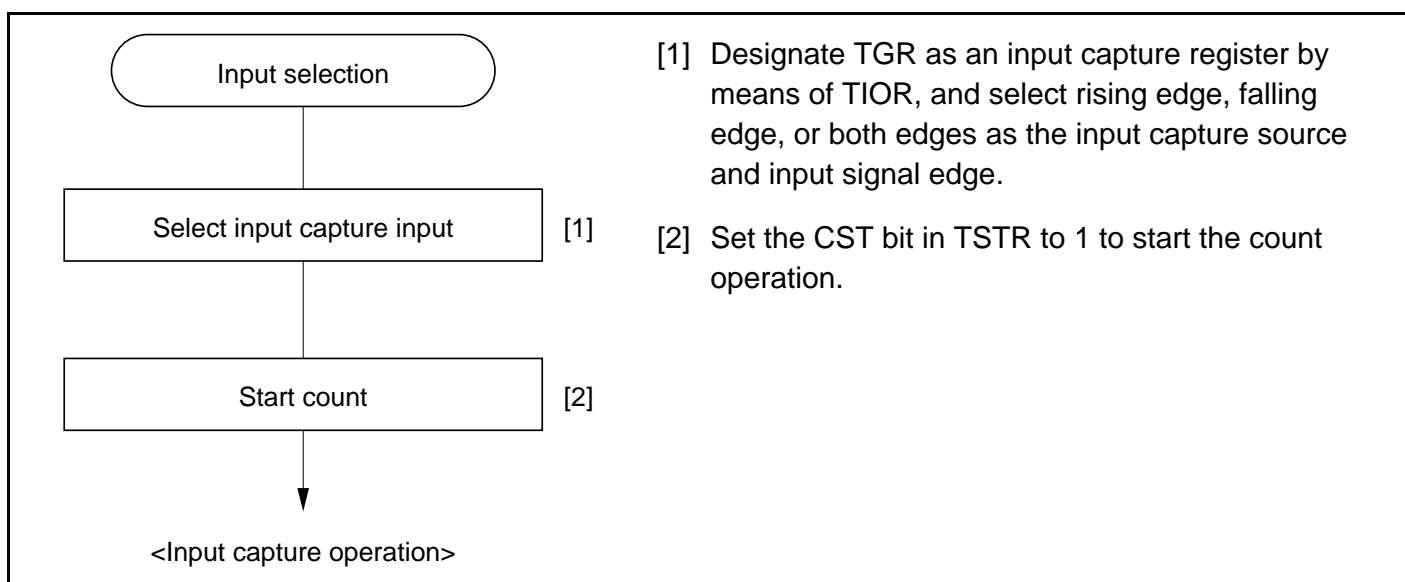 Input selection
Select input capture input
[1]
Start count
[2]
<Input capture operation>
[1] Designate TGR as an input capture register by
means of TIOR, and select rising edge, falling
edge, or both edges as the input capture source
and input signal edge.
[2] Set the CST bit in TSTR to 1 to start the count
operation.